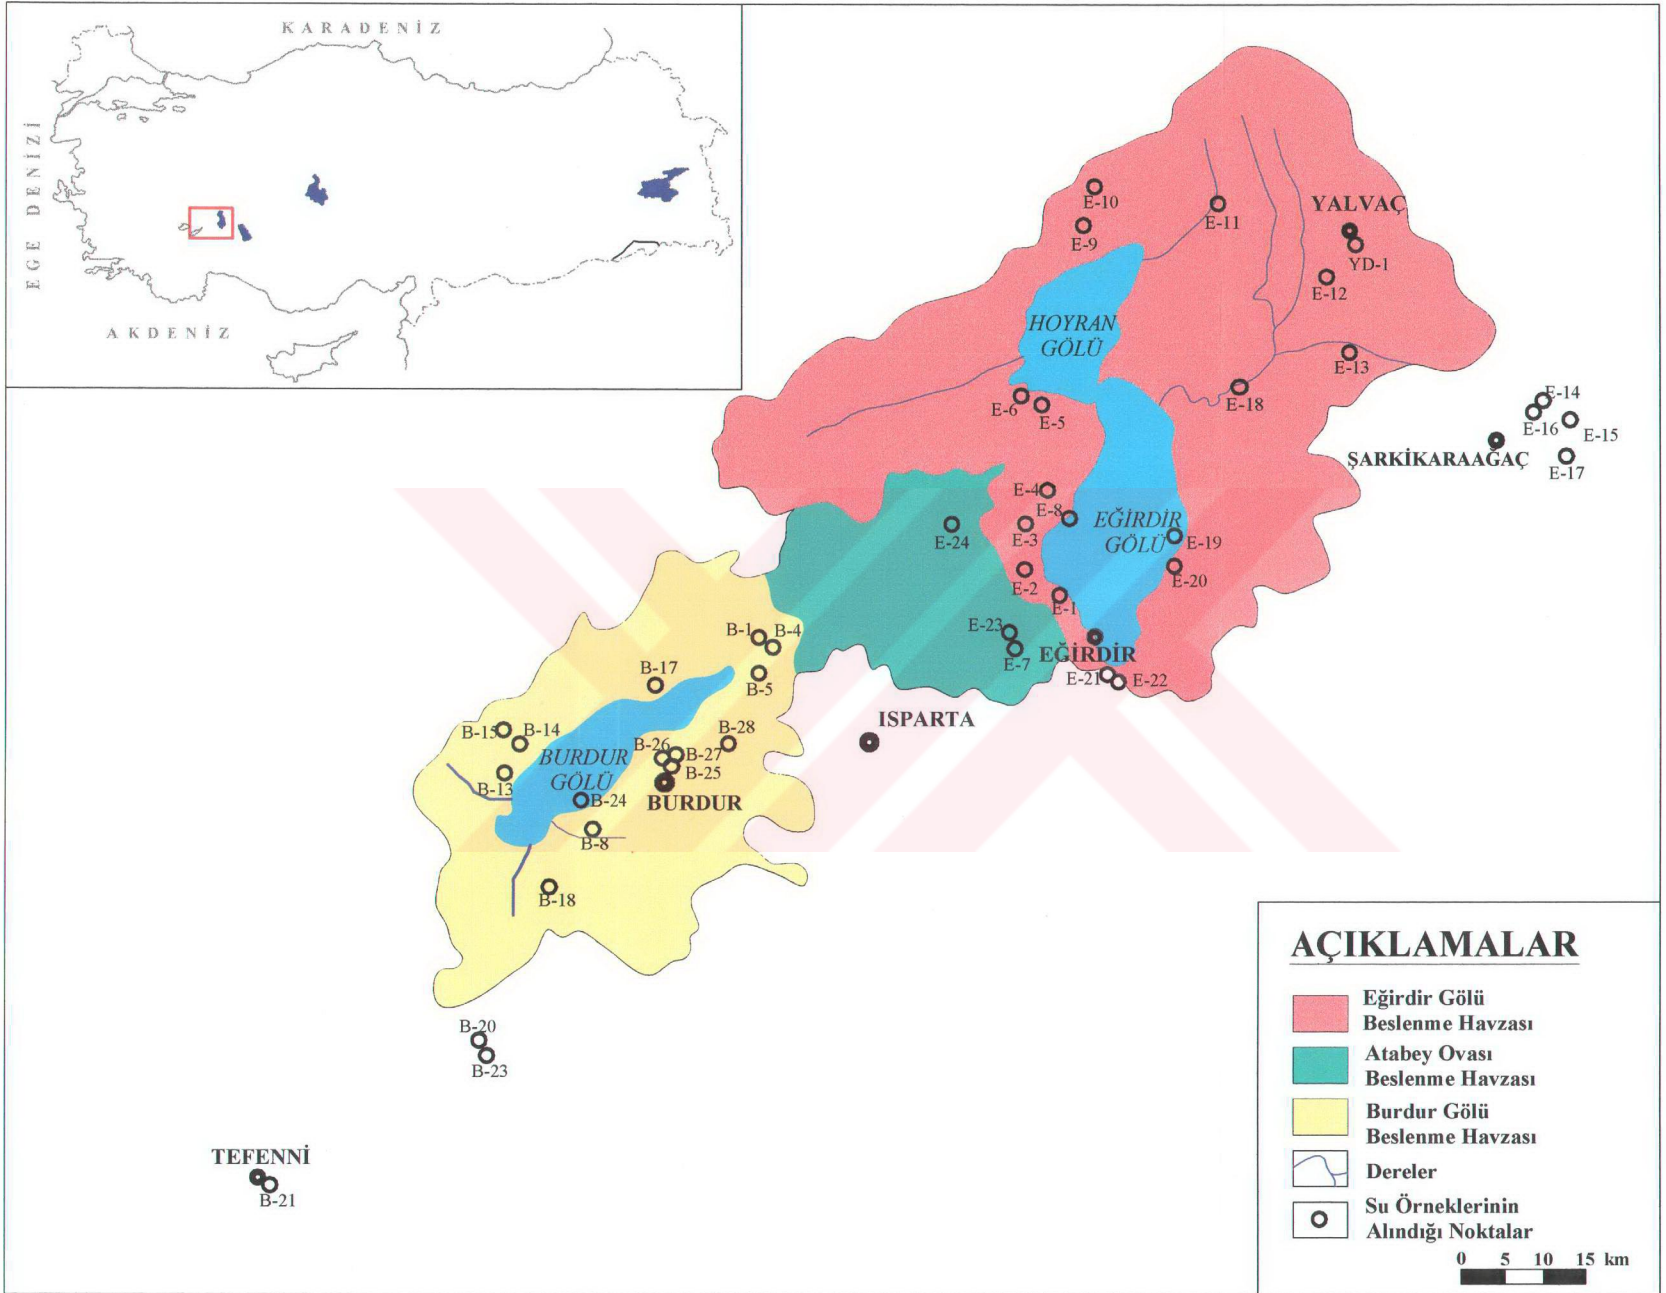 KARADENİZ
EGE DENİZİ
AKDENİZ
E-10
E-9
E-11
YALVAÇ
YD-1
E-12
HOYRAN
GÖLÜ
E-13
E-18
E-6
E-5
E-14
E-16
E-15
E-17
ŞARKİKARAAĞAÇ
E-4
E-8
E-3
E-24
EĞİRDİR
GÖLÜ
E-19
E-20
E-2
E-1
E-23
E-7
EĞİRDİR
E-21
E-22
B-1
B-4
B-5
B-17
ISPARTA
B-15
B-14
B-13
BURDUR
GÖLÜ
B-28
B-26
B-27
B-25
BURDUR
B-24
B-8
B-18
B-20
B-23
TEFENNİ
B-21
AÇIKLAMALAR
Eğirdir Gölü
Beslenme Havzası
Atabey Ovası
Beslenme Havzası
Burdur Gölü
Beslenme Havzası
Dereler
Su Örneklerinin
Alındığı Noktalar
0 5 10 15 km